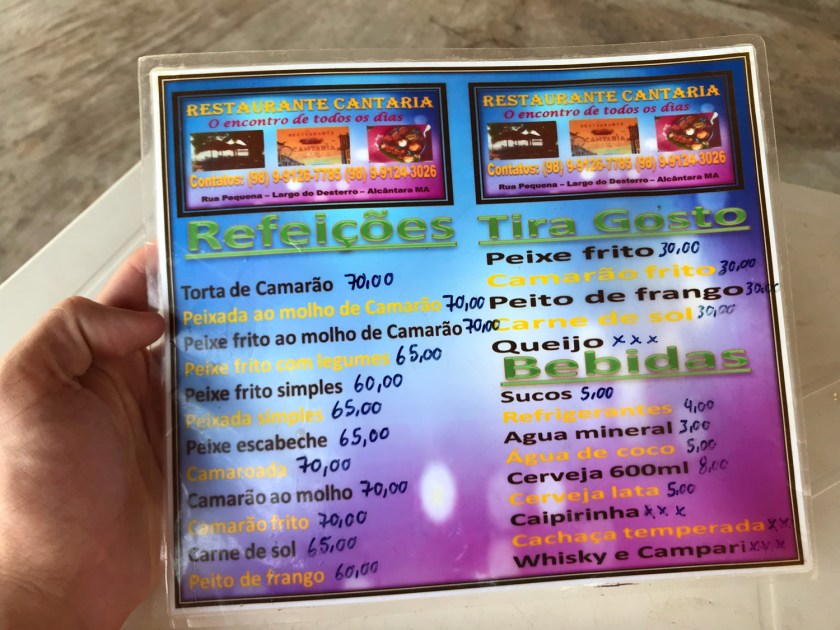 RESTAURANTE CANTARIA
O encontro de todos os dias
Contatos: (98) 9-9126-7785 (98) 9-9124-3026
Rua Pequena – Largo do Desterro – Alcântara MA
Refeições
Torta de Camarão 70,00
Peixada ao molho de Camarão 70,00
Peixe frito ao molho de Camarão 70,00
Peixe frito com legumes 65,00
Peixe frito simples 60,00
Peixada simples 65,00
Peixe escabeche 65,00
Camaroada 70,00
Camarão ao molho 70,00
Camarão frito 70,00
Carne de sol 65,00
Peito de frango 60,00
RESTAURANTE CANTARIA
O encontro de todos os dias
Contatos: (98) 9-9126-7785 (98) 9-9124-3026
Rua Pequena – Largo do Desterro – Alcântara MA
Tira Gosto
Peixe frito 30,00
Camarão frito 30,00
Peito de frango 30,00
Carne de sol 30,00
Queijo x x x
Bebidas
Sucos 5,00
Refrigerantes 4,00
Agua mineral 3,00
Água de coco 5,00
Cerveja 600ml 8,00
Cerveja lata 5,00
Caipirinha x x x
Cachaça temperada x x
Whisky e Campari x x x